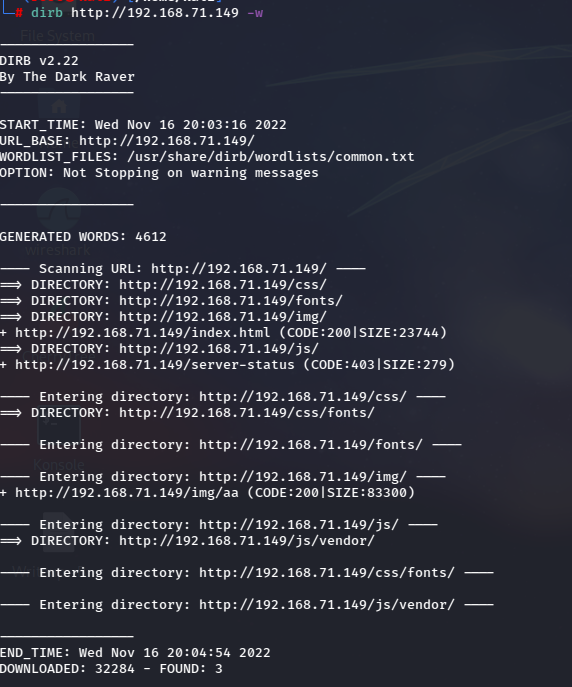 # dirb http://192.168.71.149 -w
File System
DIRB v2.22
By The Dark Raver
START_TIME: Wed Nov 16 20:03:16 2022
URL_BASE: http://192.168.71.149/
WORDLIST_FILES: /usr/share/dirb/wordlists/common.txt
OPTION: Not Stopping on warning messages
GENERATED WORDS: 4612
wireshark
---- Scanning URL: http://192.168.71.149/ ----
==> DIRECTORY: http://192.168.71.149/css/
==> DIRECTORY: http://192.168.71.149/fonts/
==> DIRECTORY: http://192.168.71.149/img/
+ http://192.168.71.149/index.html (CODE:200|SIZE:23744)
==> DIRECTORY: http://192.168.71.149/js/
+ http://192.168.71.149/server-status (CODE:403|SIZE:279)
---- Entering directory: http://192.168.71.149/css/ ----
==> DIRECTORY: http://192.168.71.149/css/fonts/
---- Entering directory: http://192.168.71.149/fonts/ ----
Konsole
---- Entering directory: http://192.168.71.149/img/ ----
+ http://192.168.71.149/img/aa (CODE:200|SIZE:83300)
---- Entering directory: http://192.168.71.149/js/ ----
==> DIRECTORY: http://192.168.71.149/js/vendor/
---- Entering directory: http://192.168.71.149/css/fonts/ ----
---- Entering directory: http://192.168.71.149/js/vendor/ ----
END_TIME: Wed Nov 16 20:04:54 2022
DOWNLOADED: 32284 - FOUND: 3